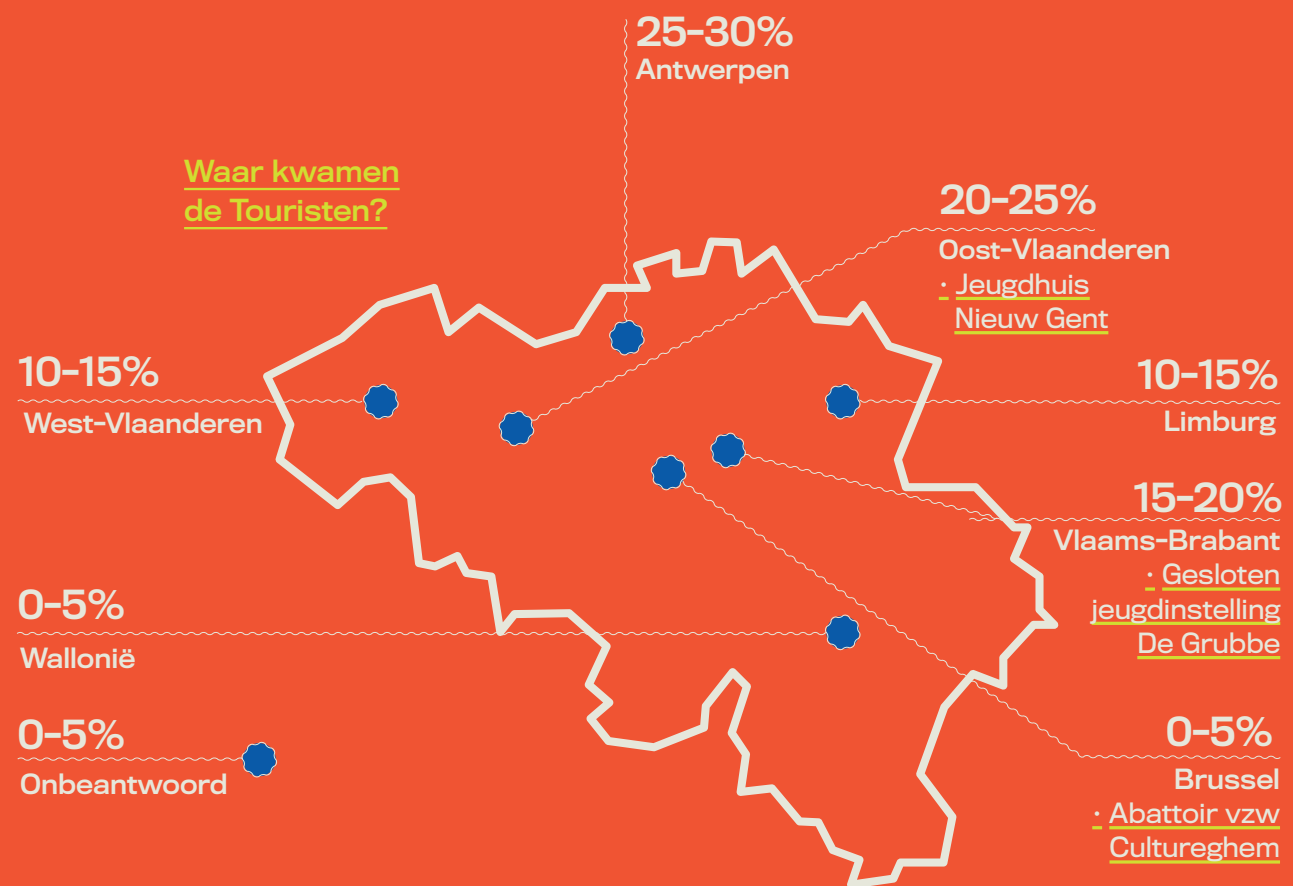 25-30%
Antwerpen
Waar kwamen
de Touristen?
20-25%
Oost-Vlaanderen
· Jeugdhuis
Nieuw Gent
10-15%
West-Vlaanderen
10-15%
Limburg
15-20%
Vlaams-Brabant
· Gesloten
jeugdinstelling
De Grubbe
0-5%
Wallonië
0-5%
Onbeantwoord
0-5%
Brussel
· Abattoir vzw
Cultureghem